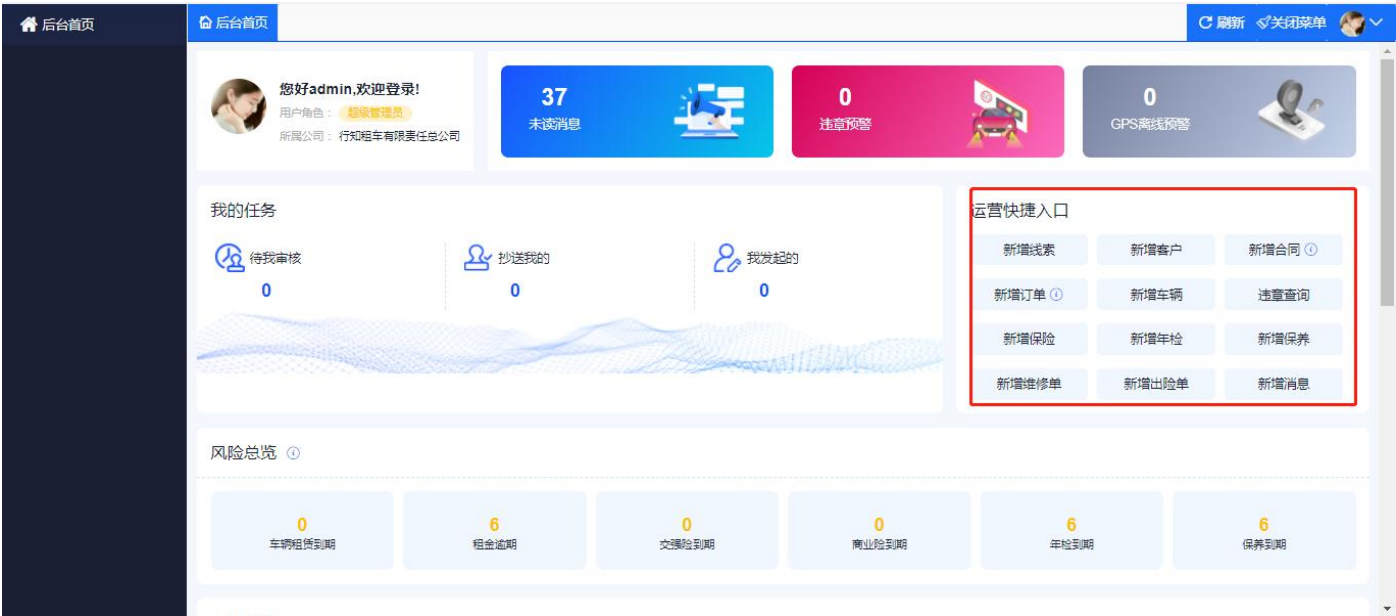 后台首页
后台首页
刷新 关闭菜单
您好admin,欢迎登录!
用户角色： 超级管理员
所属公司： 行知租车有限责任总公司
37
未读消息
0
违章预警
0
GPS离线预警
我的任务
待我审核
0
抄送我的
0
我发起的
0
运营快捷入口
新增线索 新增客户 新增合同
新增订单 新增车辆 违章查询
新增保险 新增年检 新增保养
新增维修单 新增出险单 新增消息
风险总览
0
车辆租赁到期
6
租金逾期
0
交强险到期
0
商业险到期
6
年检到期
6
保养到期